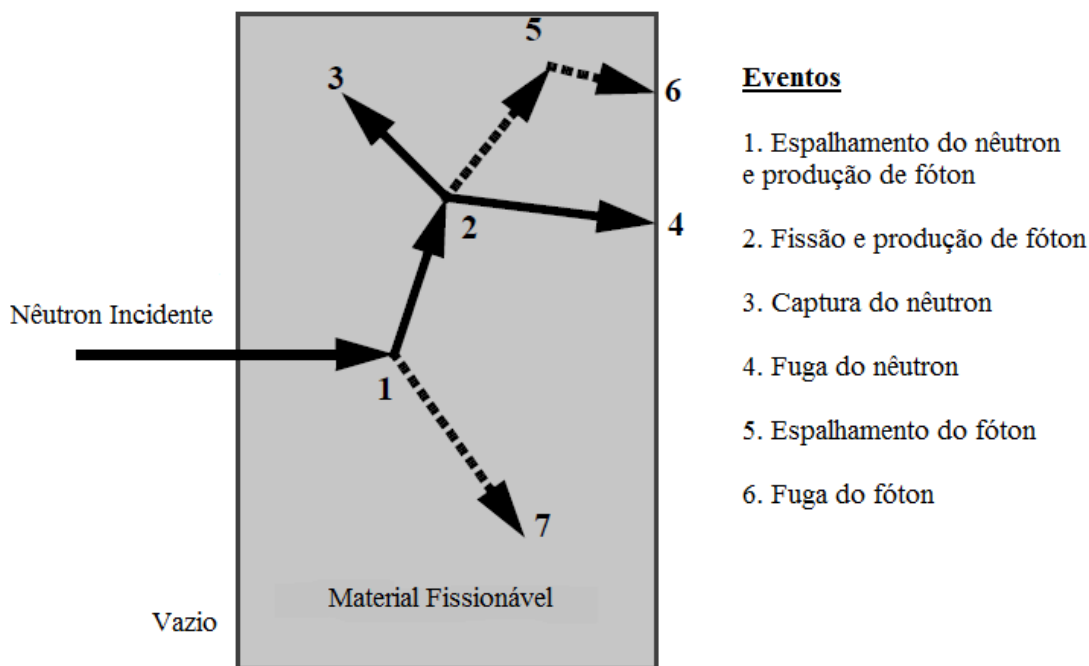 5
3
6
2
4
Nêutron Incidente
1
7
Material Fissionável
Vazio
Eventos
1. Espalhamento do nêutron
e produção de fóton
2. Fissão e produção de fóton
3. Captura do nêutron
4. Fuga do nêutron
5. Espalhamento do fóton
6. Fuga do fóton